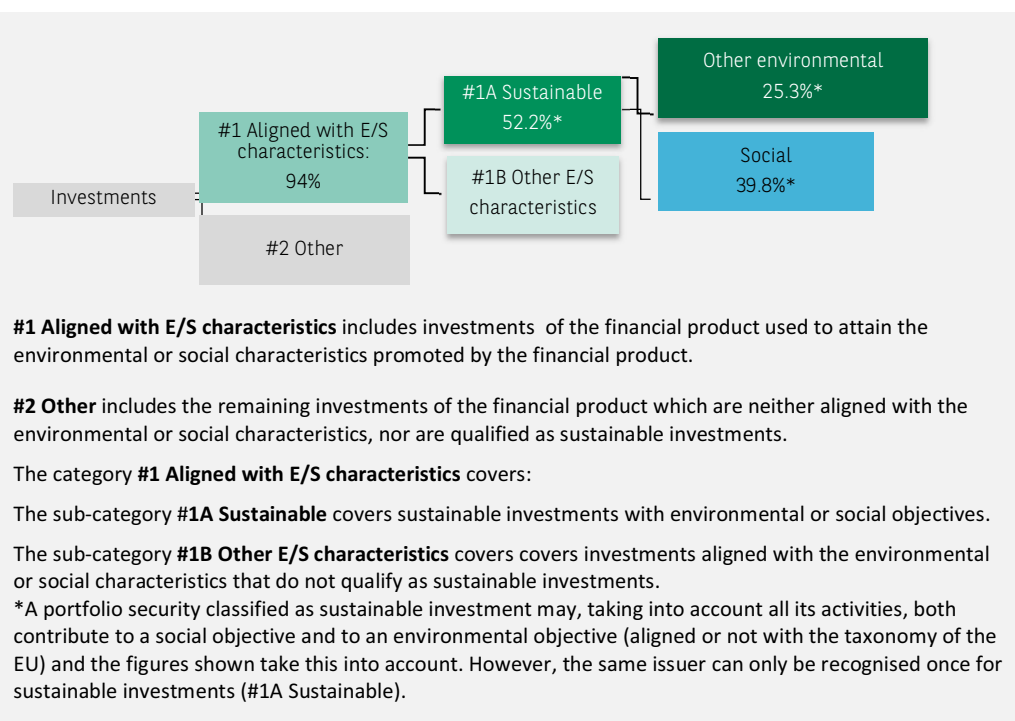 Investments
#1 Aligned with E/S
characteristics:
94%
#2 Other
#1A Sustainable
52.2%*
#1B Other E/S
characteristics
Other environmental
25.3%*
Social
39.8%*
#1 Aligned with E/S characteristics includes investments of the financial product used to attain the
environmental or social characteristics promoted by the financial product.
#2 Other includes the remaining investments of the financial product which are neither aligned with the
environmental or social characteristics, nor are qualified as sustainable investments.
The category #1 Aligned with E/S characteristics covers:
The sub-category #1A Sustainable covers sustainable investments with environmental or social objectives.
The sub-category #1B Other E/S characteristics covers covers investments aligned with the environmental
or social characteristics that do not qualify as sustainable investments.
*A portfolio security classified as sustainable investment may, taking into account all its activities, both
contribute to a social objective and to an environmental objective (aligned or not with the taxonomy of the
EU) and the figures shown take this into account. However, the same issuer can only be recognised once for
sustainable investments (#1A Sustainable).